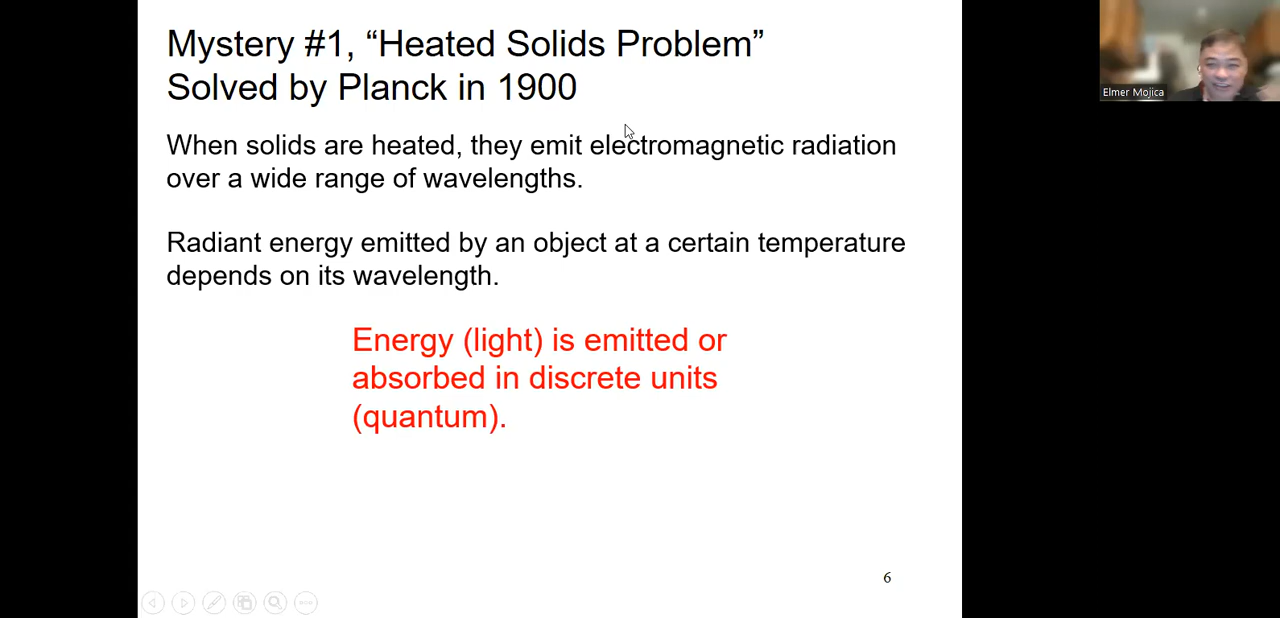 Mystery #1, “Heated Solids Problem”
Solved by Planck in 1900
When solids are heated, they emit electromagnetic radiation
over a wide range of wavelengths.
Radiant energy emitted by an object at a certain temperature
depends on its wavelength.
Energy (light) is emitted or
absorbed in discrete units
(quantum).
6
Elmer Mojica